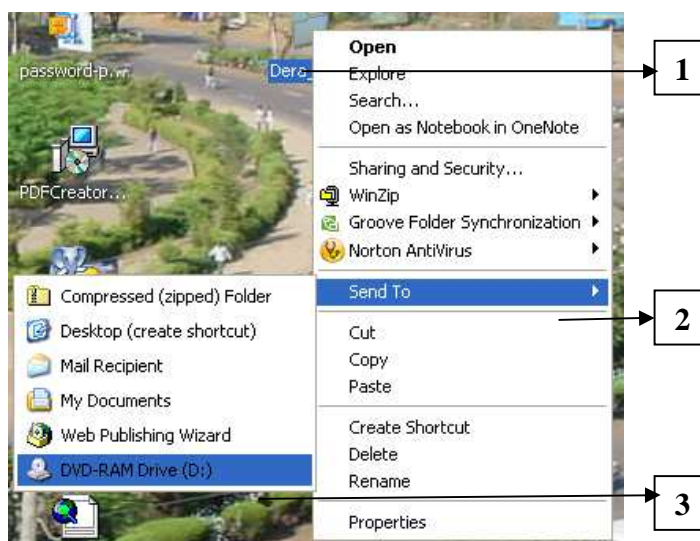 password-p...
PDFCreator ...
Dera_
Open
Explore
Search...
Open as Notebook in OneNote
Sharing and Security...
WinZip
Groove Folder Synchronization
Norton AntiVirus
Send To
Cut
Copy
Paste
Create Shortcut
Delete
Rename
Properties
Compressed (zipped) Folder
Desktop (create shortcut)
Mail Recipient
My Documents
Web Publishing Wizard
DVD-RAM Drive (D:)
1
2
3